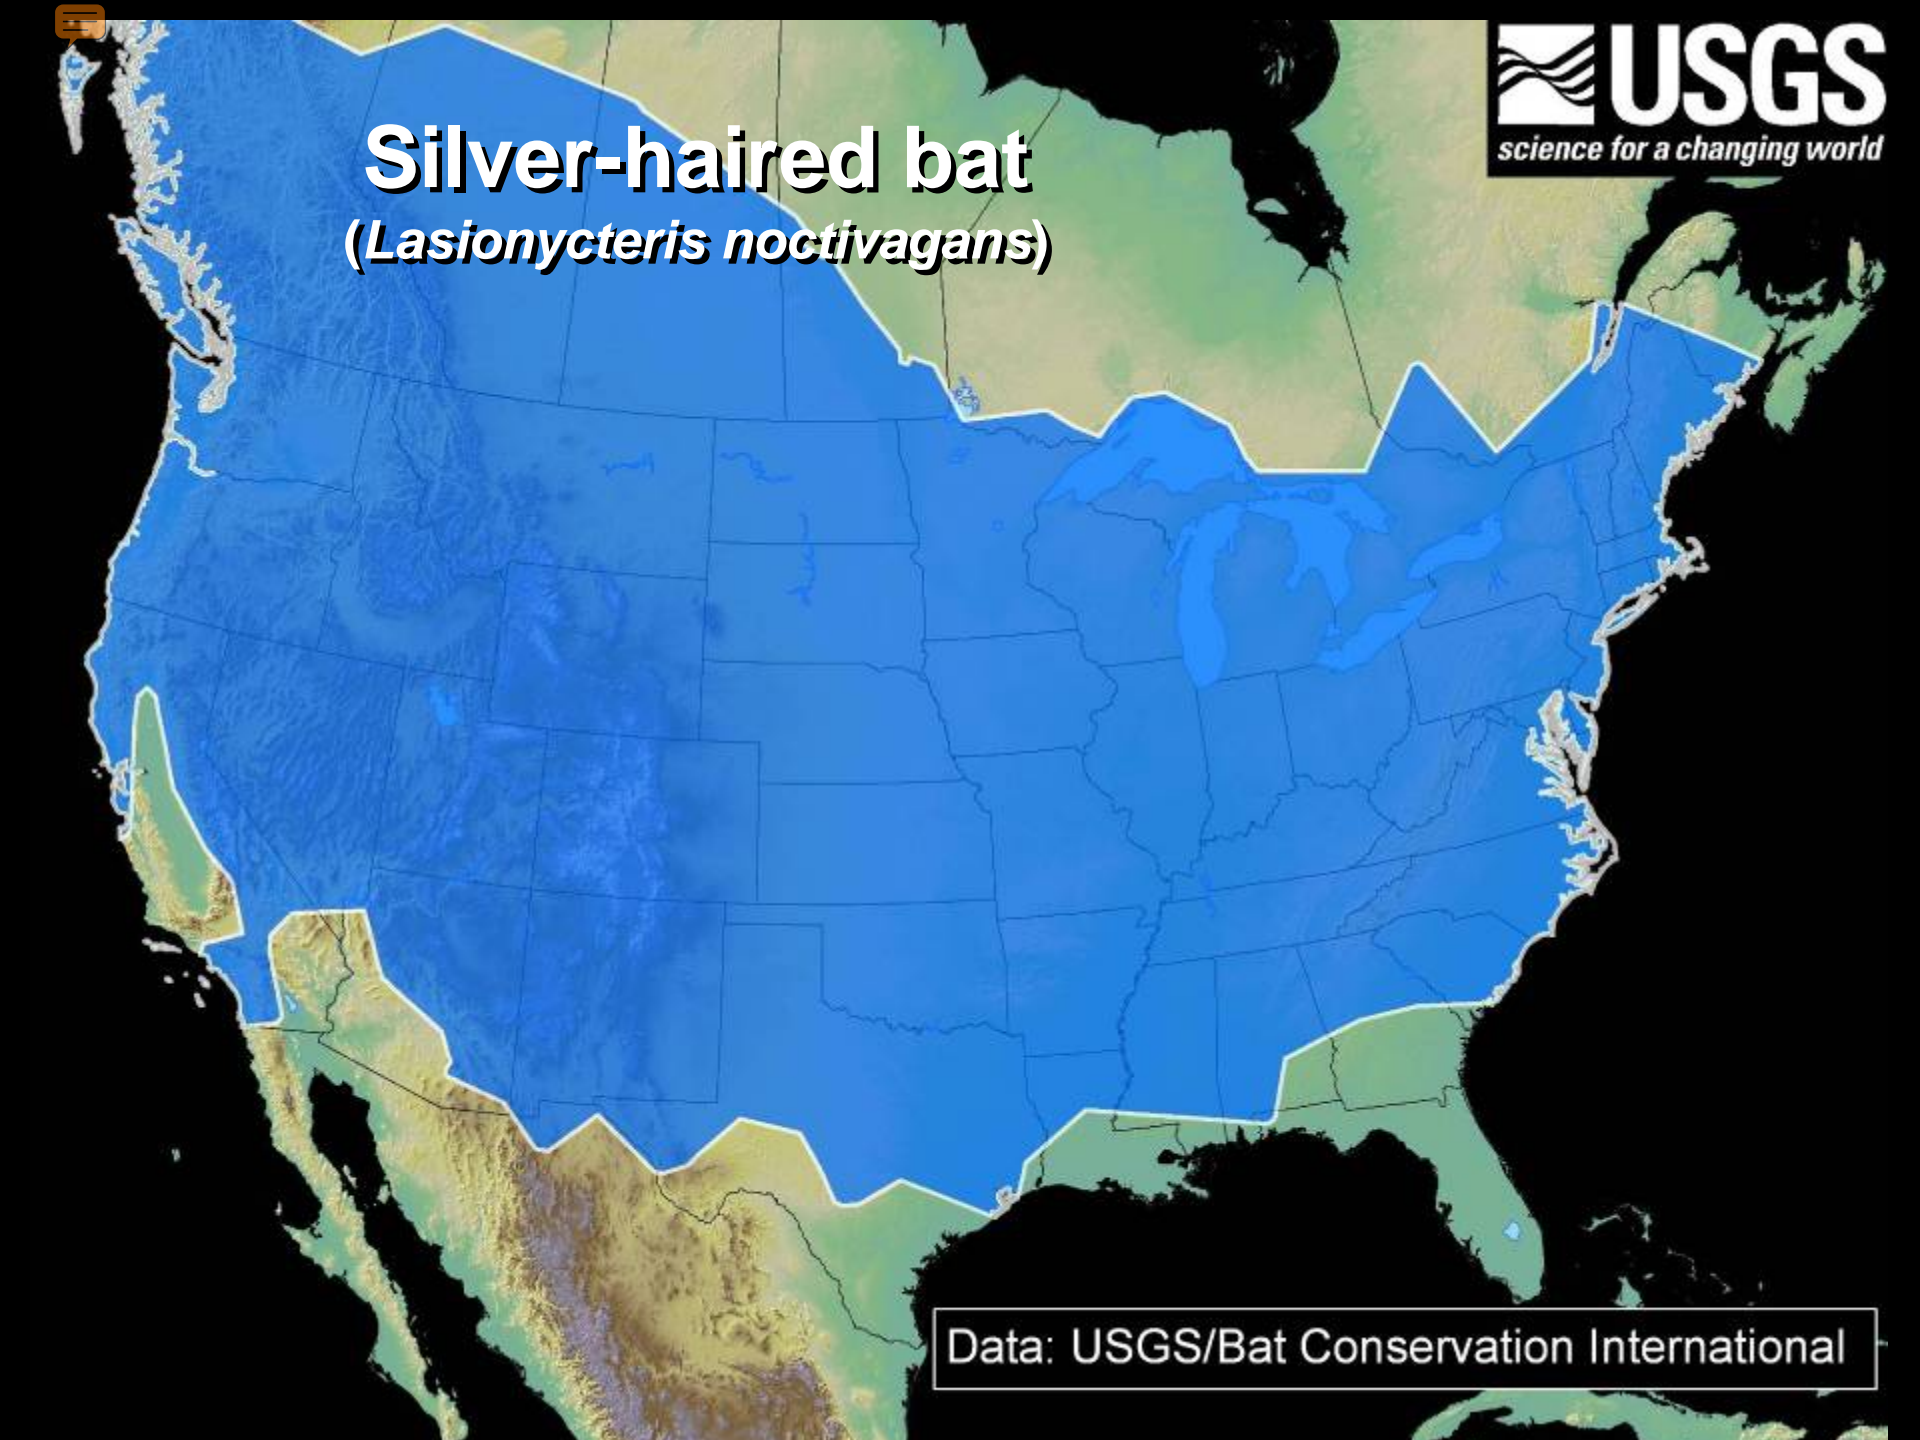 USGS
science for a changing world
Silver-haired bat
(Lasionycteris noctivagans)
Data: USGS/Bat Conservation International